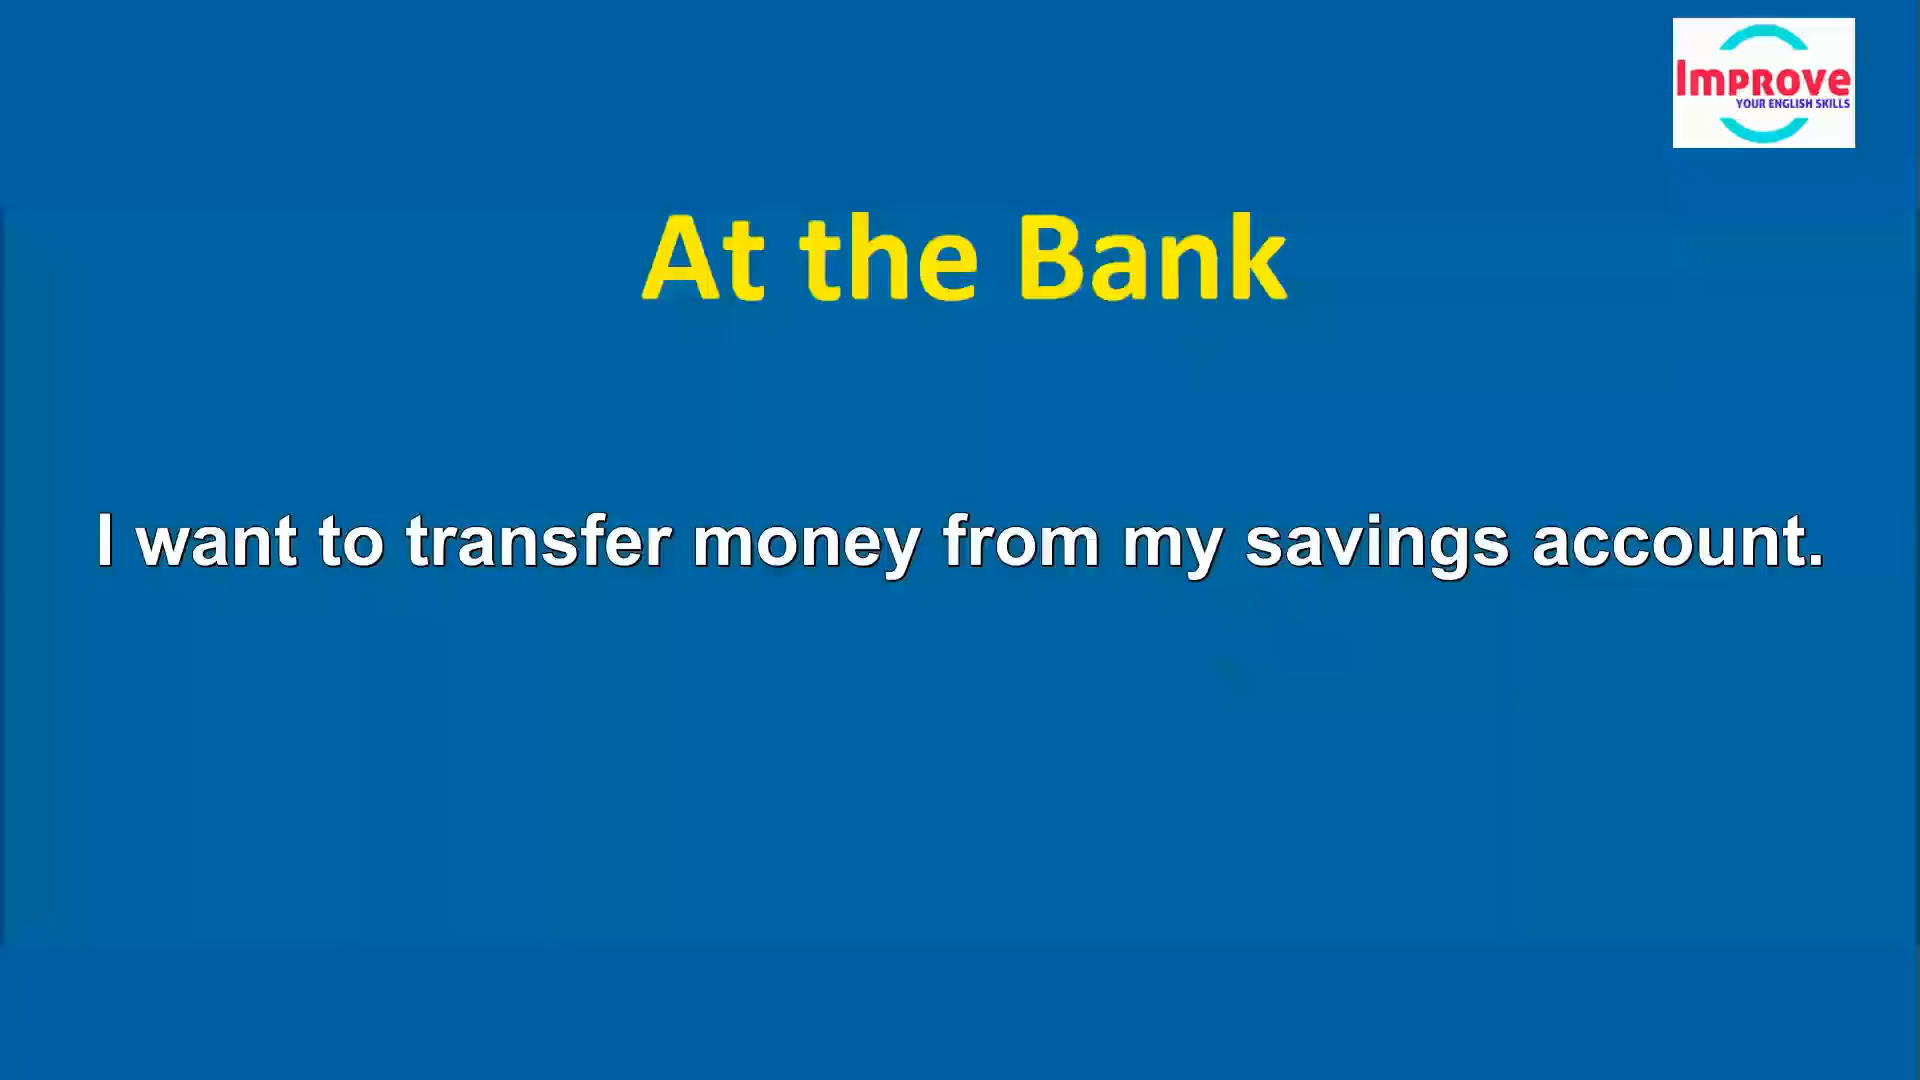 Improve
YOUR ENGLISH SKILLS
At the Bank
I want to transfer money from my savings account.